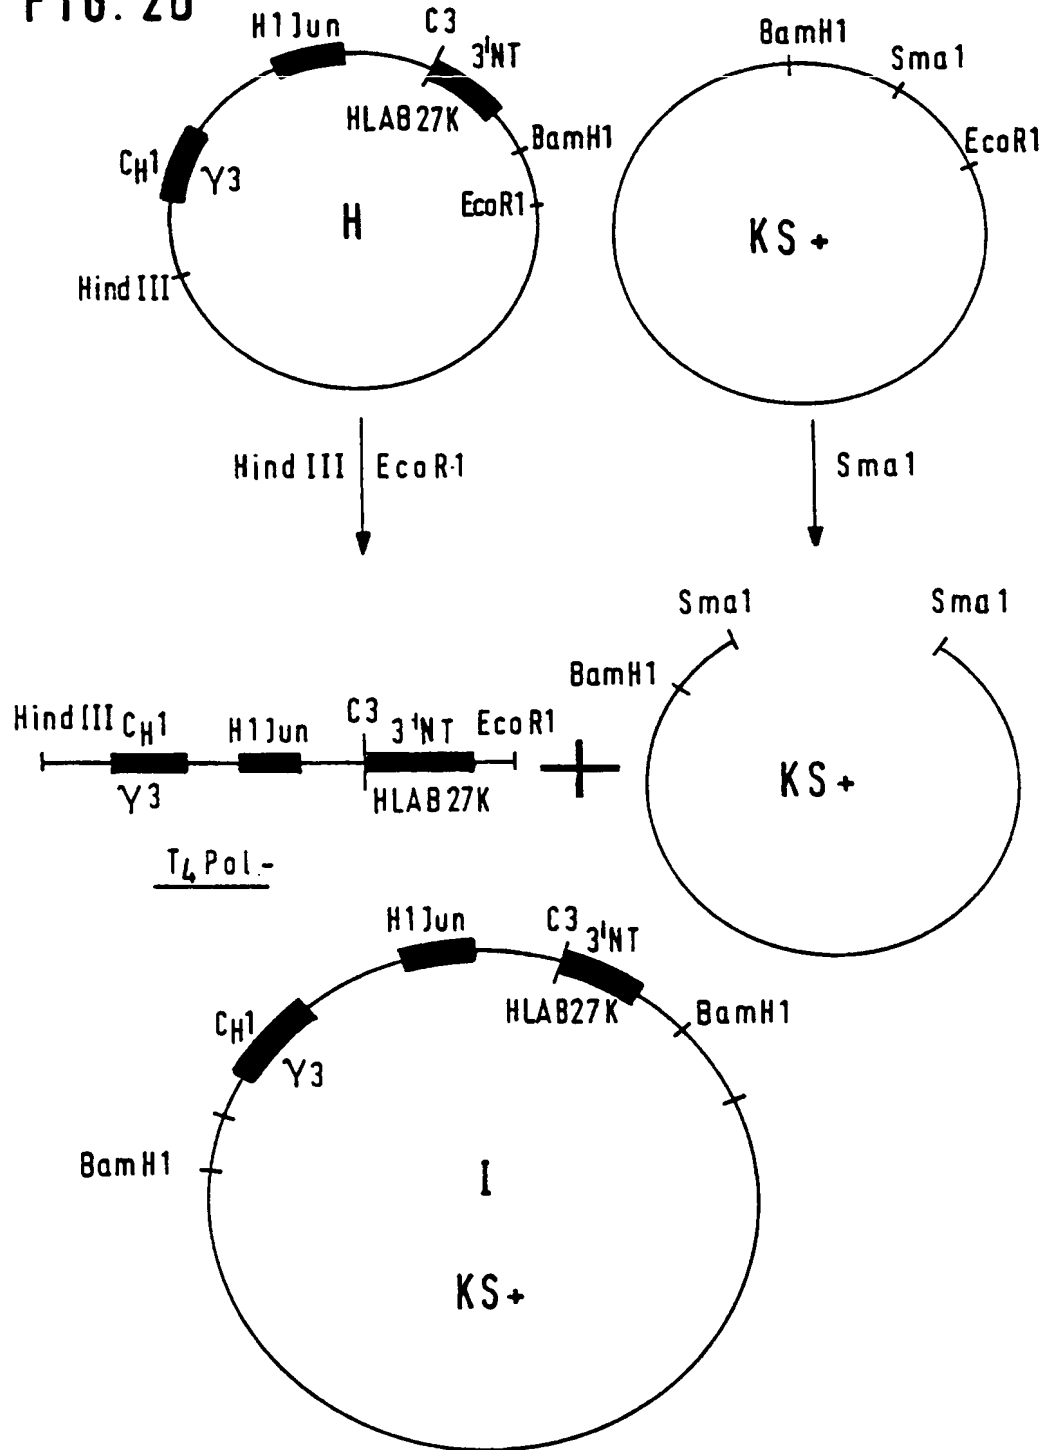 FIG. 20
H1Jun
C3
3'NT
HLAB27K
BamH1
EcoR1
CH1
γ3
H
Hind III
BamH1
Sma1
EcoR1
KS +
Hind III
EcoR1
Sma1
Hind III
CH1
γ3
H1Jun
C3
3'NT
EcoR1
HLAB27K
+
Sma1
Sma1
BamH1
KS +
T4 Pol.-
H1Jun
C3
3'NT
HLAB27K
BamH1
CH1
γ3
BamH1
I
KS +